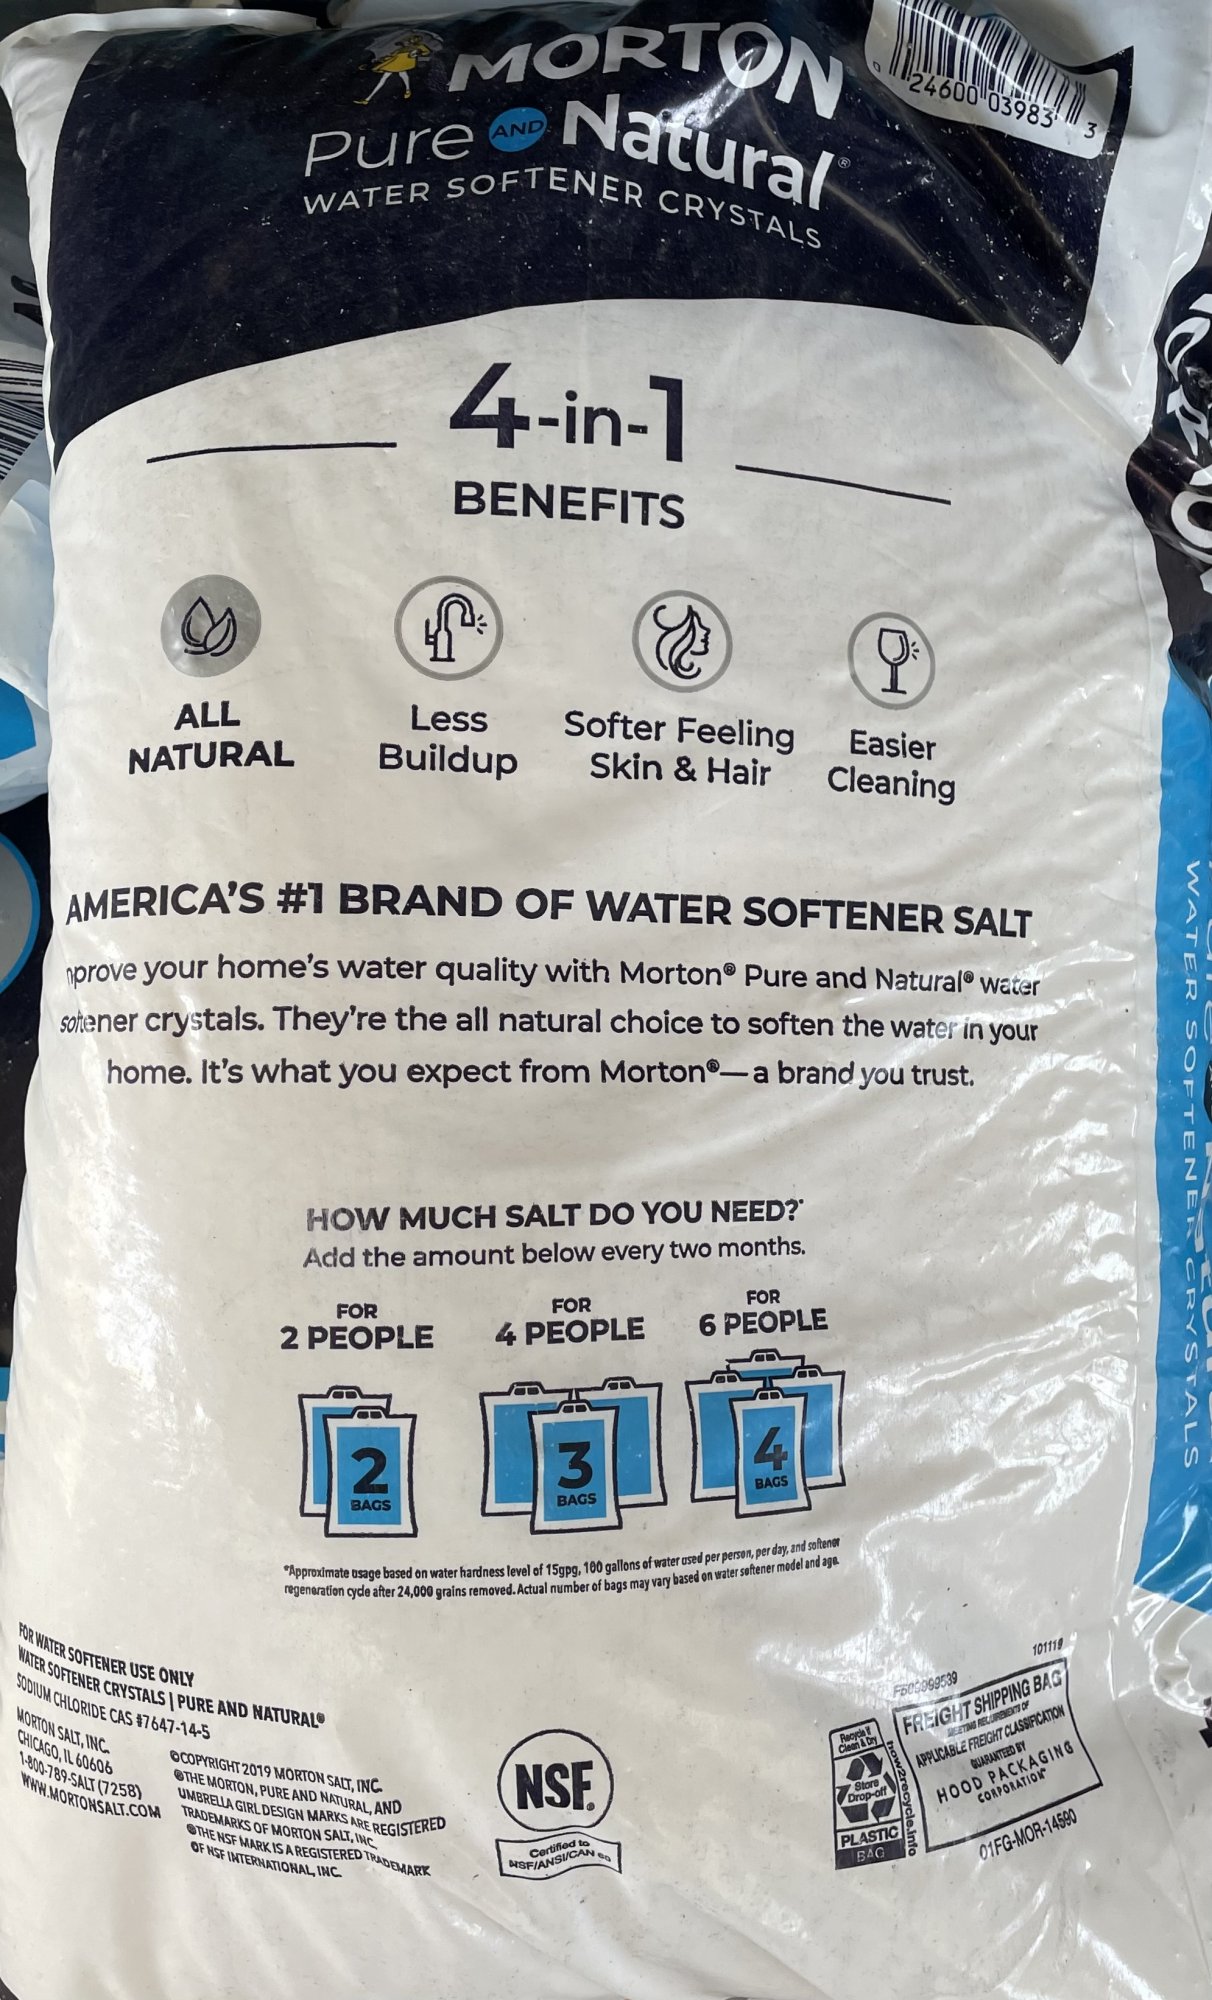 MORTON
Pure AND Natural®
WATER SOFTENER CRYSTALS
0 24600 03983 3
4-in-1
BENEFITS
ALL
NATURAL
Less
Buildup
Softer Feeling
Skin & Hair
Easier
Cleaning
AMERICA'S #1 BRAND OF WATER SOFTENER SALT
prove your home's water quality with Morton® Pure and Natural® water
softener crystals. They're the all natural choice to soften the water in your
home. It's what you expect from Morton®—a brand you trust.
HOW MUCH SALT DO YOU NEED?*
Add the amount below every two months.
FOR
2 PEOPLE
FOR
4 PEOPLE
FOR
6 PEOPLE
2
BAGS
3
BAGS
4
BAGS
*Approximate usage based on water hardness level of 15gpg, 100 gallons of water used per person, per day, and softener
regeneration cycle after 24,000 grains removed. Actual number of bags may vary based on water softener model and age.
FOR WATER SOFTENER USE ONLY
WATER SOFTENER CRYSTALS | PURE AND NATURAL®
SODIUM CHLORIDE CAS #7647-14-5
MORTON SALT, INC.
CHICAGO, IL 60606
1-800-789-SALT (7258)
WWW.MORTONSALT.COM
©COPYRIGHT 2019 MORTON SALT, INC.
®THE MORTON, PURE AND NATURAL, AND
UMBRELLA GIRL DESIGN MARKS ARE REGISTERED
TRADEMARKS OF MORTON SALT, INC.
®THE NSF MARK IS A REGISTERED TRADEMARK
OF NSF INTERNATIONAL, INC.
NSF.
Certified to
NSF/ANSI/CAN 60
Recycle if
Clean & Dry
Store
Drop-off
PLASTIC
BAG
how2recycle.info
101119
FREIGHT SHIPPING BAG
MEETING REQUIREMENTS OF
APPLICABLE FREIGHT CLASSIFICATION
GUARANTEED BY
HOOD PACKAGING
CORPORATION
01FG-MOR-14590
WATER SOFTENER CRYSTALS